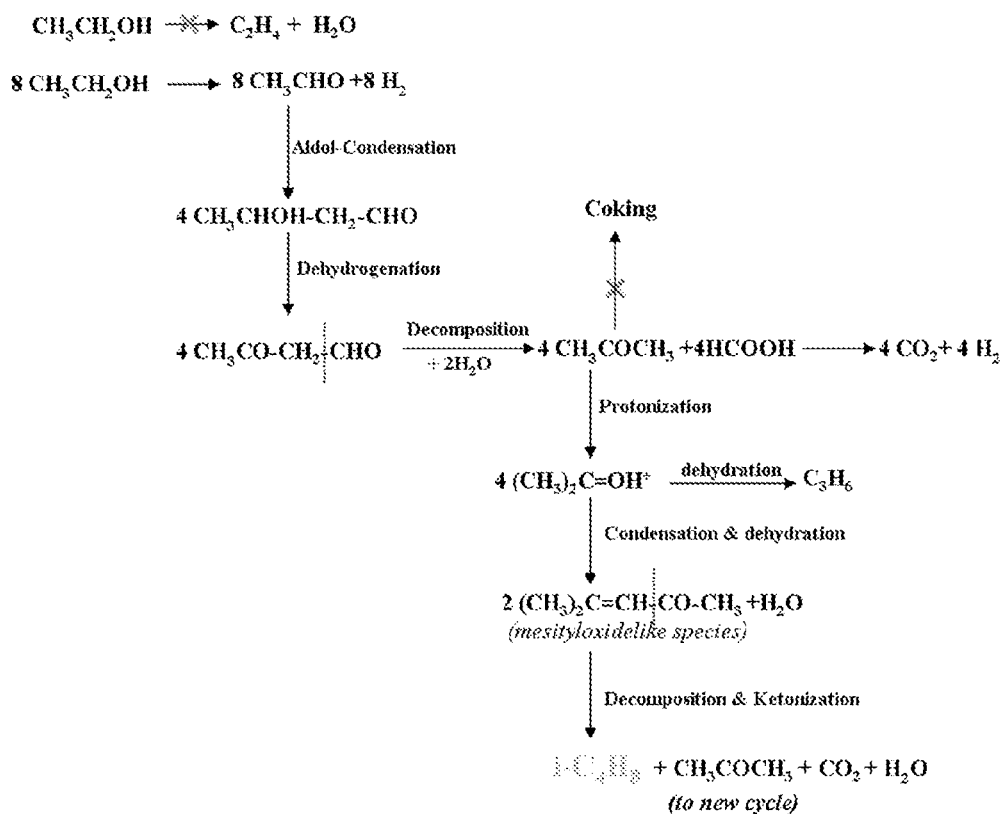 CH₃CH₂OH → C₂H₄ + H₂O
8 CH₃CH₂OH → 8 CH₃CHO +8 H₂
Aldol-Condensation
4 CH₃CHOH-CH₂-CHO
Coking
Dehydrogenation
4 CH₃CO-CH₂-CHO Decomposition + 2H₂O → 4 CH₃COCH₃ +4HCOOH → 4 CO₂+ 4 H₂
Protonization
4 (CH₃)₂C=OH⁺ dehydration → C₃H₆
Condensation & dehydration
2 (CH₃)₂C=CH-CO-CH₃ +H₂O
(mesityloxidelike species)
Decomposition & Ketonization
i-C₄H₈ + CH₃COCH₃ + CO₂ + H₂O
(to new cycle)